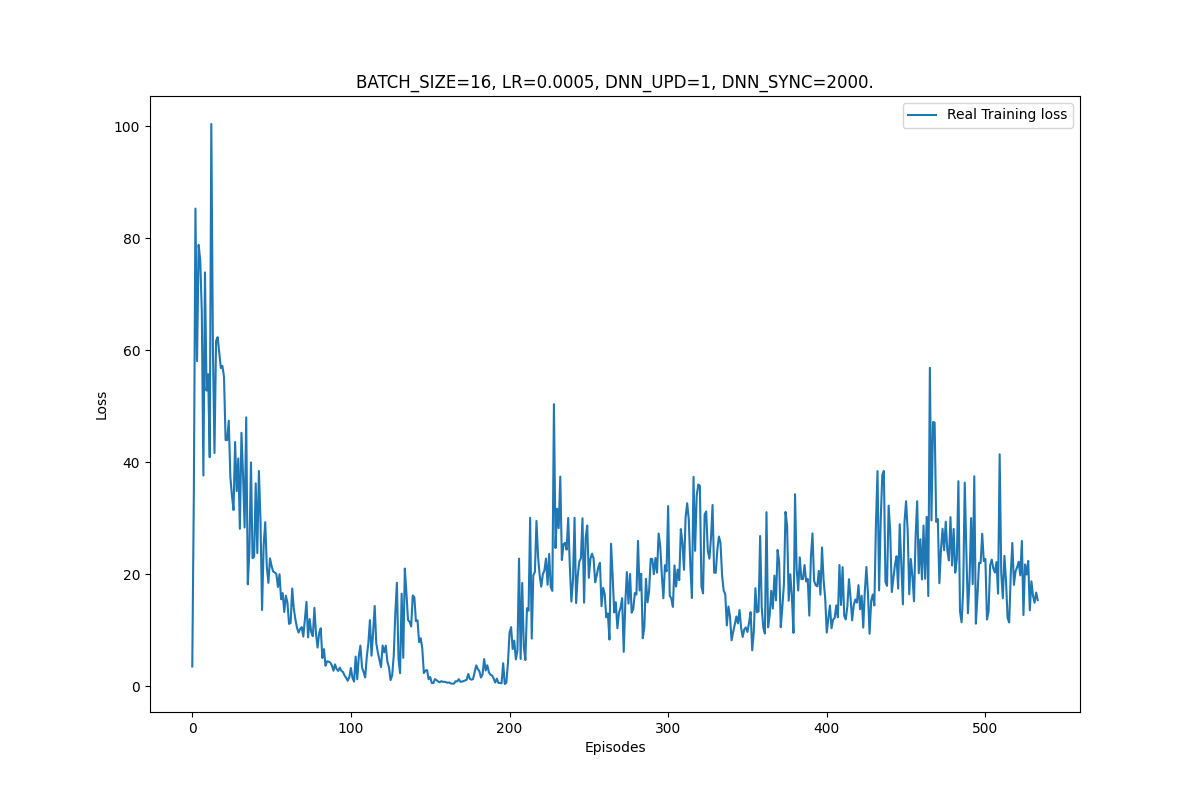 BATCH_SIZE=16, LR=0.0005, DNN_UPD=1, DNN_SYNC=2000.
Real Training loss
100
80
60
40
20
0
Loss
0 100 200 300 400 500
Episodes